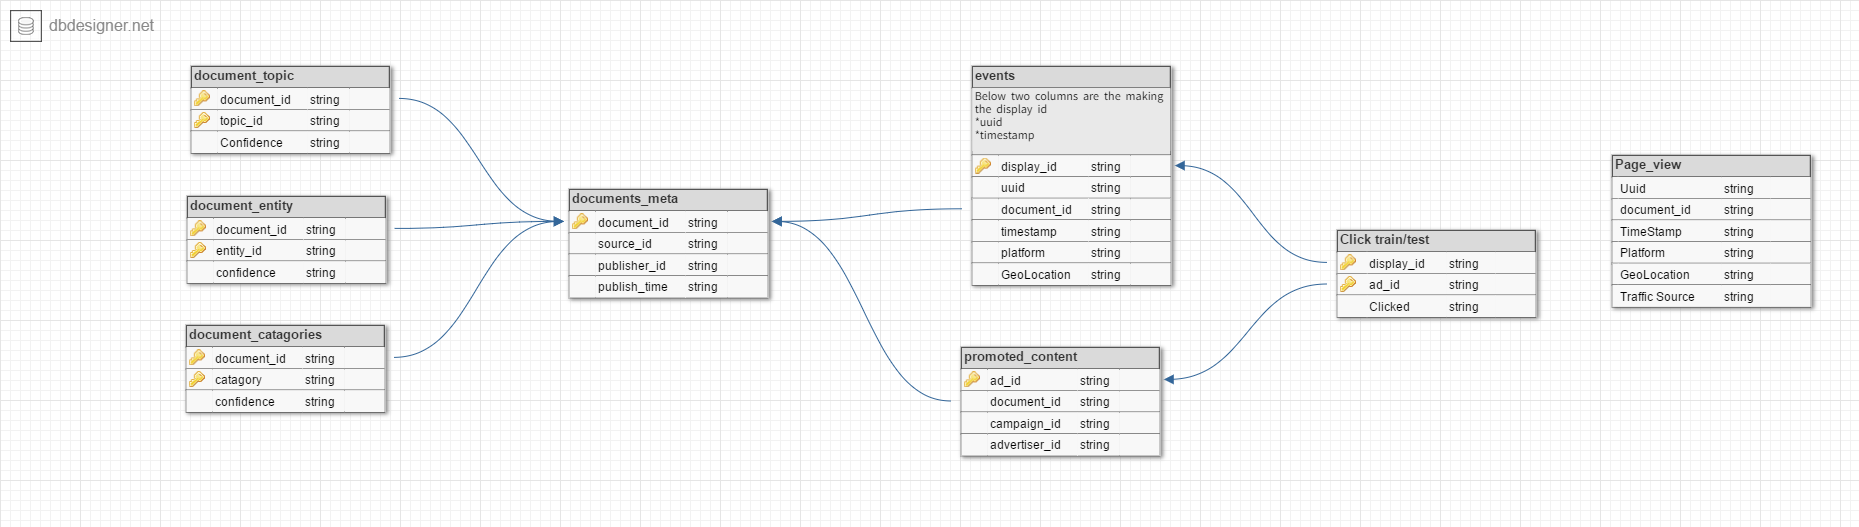 dbdesigner.net
document_topic
document_id string
topic_id string
Confidence string
document_entity
document_id string
entity_id string
confidence string
document_catagories
document_id string
catagory string
confidence string
documents_meta
document_id string
source_id string
publisher_id string
publish_time string
events
Below two columns are the making
the display id
*uuid
*timestamp
display_id string
uuid string
document_id string
timestamp string
platform string
GeoLocation string
promoted_content
ad_id string
document_id string
campaign_id string
advertiser_id string
Click train/test
display_id string
ad_id string
Clicked string
Page_view
Uuid string
document_id string
TimeStamp string
Platform string
GeoLocation string
Traffic Source string